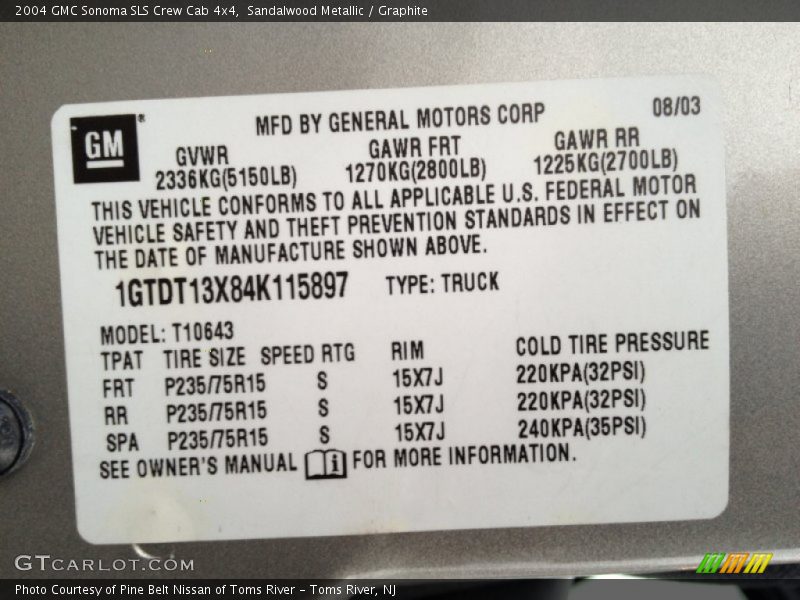 2004 GMC Sonoma SLS Crew Cab 4x4, Sandalwood Metallic / Graphite
GM ®
MFD BY GENERAL MOTORS CORP 08/03
GVWR GAWR FRT GAWR RR
2336KG(5150LB) 1270KG(2800LB) 1225KG(2700LB)
THIS VEHICLE CONFORMS TO ALL APPLICABLE U.S. FEDERAL MOTOR
VEHICLE SAFETY AND THEFT PREVENTION STANDARDS IN EFFECT ON
THE DATE OF MANUFACTURE SHOWN ABOVE.
1GTDT13X84K115897 TYPE: TRUCK
MODEL: T10643
TPAT TIRE SIZE SPEED RTG RIM COLD TIRE PRESSURE
FRT P235/75R15 S 15X7J 220KPA(32PSI)
RR P235/75R15 S 15X7J 220KPA(32PSI)
SPA P235/75R15 S 15X7J 240KPA(35PSI)
SEE OWNER'S MANUAL i FOR MORE INFORMATION.
GTCARLOT.COM
Photo Courtesy of Pine Belt Nissan of Toms River – Toms River, NJ